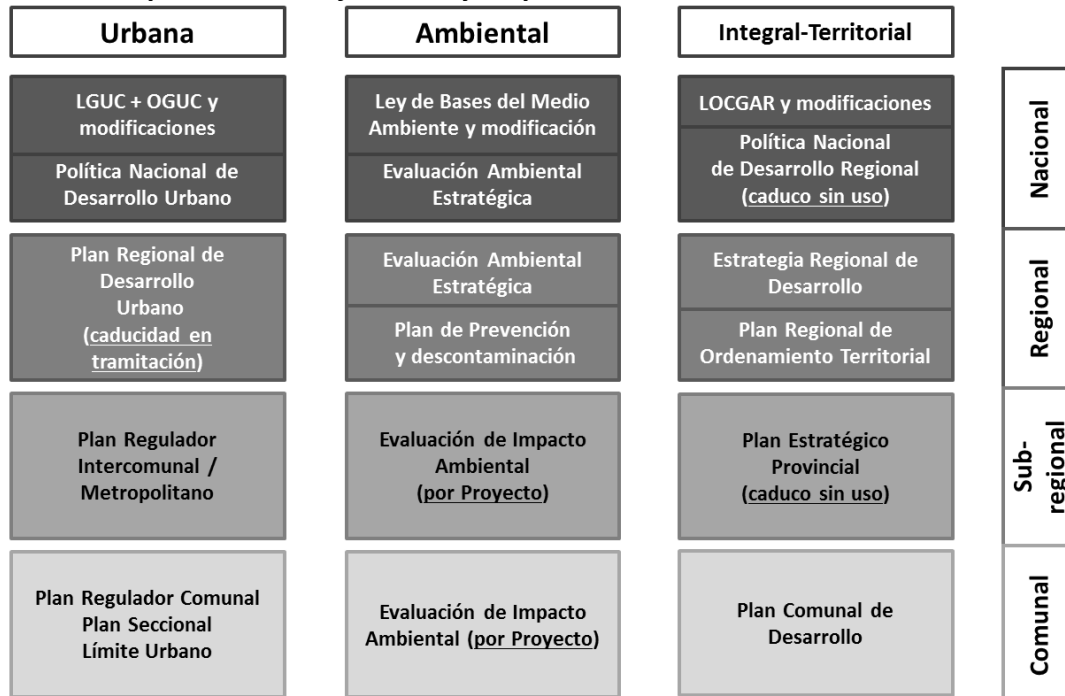 Urbana
Ambiental
Integral-Territorial
LGUC + OGUC y
modificaciones
Ley de Bases del Medio
Ambiente y modificación
LOCGAR y modificaciones
Política Nacional de
Desarrollo Urbano
Evaluación Ambiental
Estratégica
Política Nacional
de Desarrollo Regional
(caduco sin uso)
Nacional
Plan Regional de
Desarrollo
Urbano
(caducidad en
tramitación)
Evaluación Ambiental
Estratégica
Plan de Prevención
y descontaminación
Estrategia Regional de
Desarrollo
Plan Regional de
Ordenamiento Territorial
Regional
Plan Regulador
Intercomunal /
Metropolitano
Evaluación de Impacto
Ambiental
(por Proyecto)
Plan Estratégico
Provincial
(caduco sin uso)
Sub-
regional
Plan Regulador Comunal
Plan Seccional
Límite Urbano
Evaluación de Impacto
Ambiental (por Proyecto)
Plan Comunal de
Desarrollo
Comunal